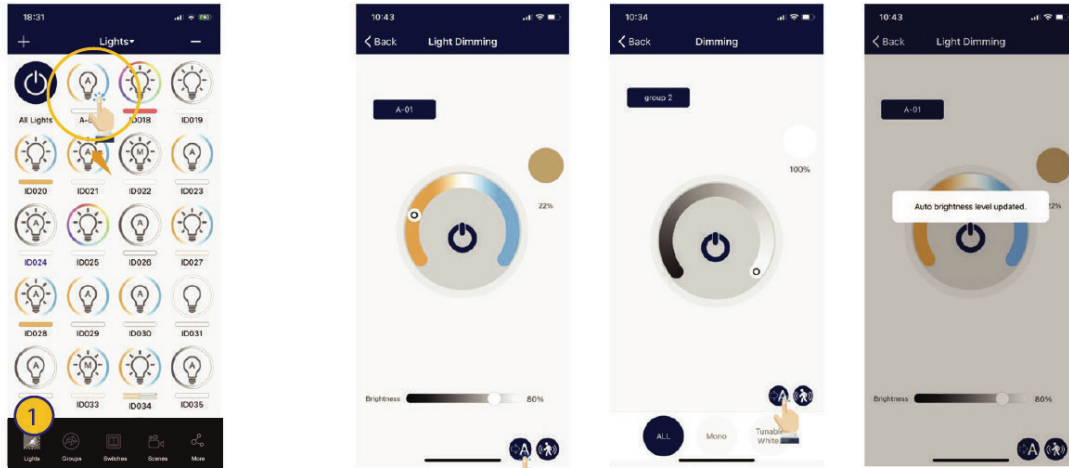 18:31
Lights▾
All Lights
ID018
ID019
ID020
ID021
ID022
ID023
ID024
ID025
ID026
ID027
ID028
ID029
ID030
ID031
ID033
ID034
ID035
1
Lights
Groups
Switches
Scenes
More
10:43
Back
Light Dimming
A-01
22%
Brightness
80%
A
10:34
Back
Dimming
group 2
100%
A
ALL
Mono
Tunable
White
10:43
Back
Light Dimming
A-01
Auto brightness level updated.
22%
Brightness
80%
A